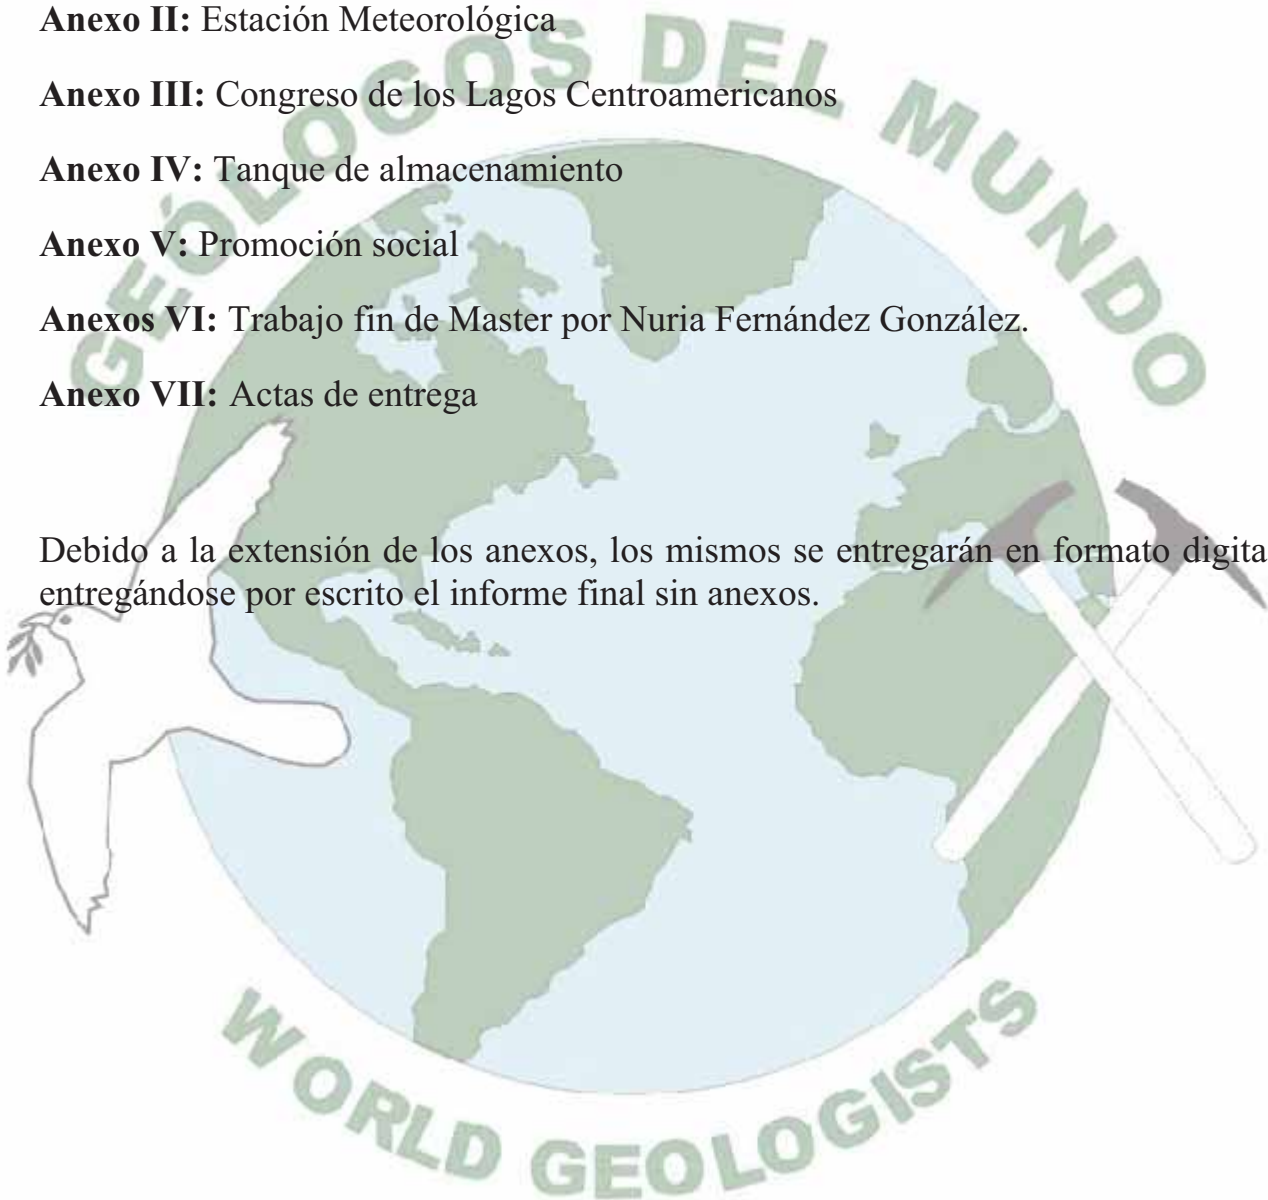 Anexo II: Estación Meteorológica
Anexo III: Congreso de los Lagos Centroamericanos
Anexo IV: Tanque de almacenamiento
Anexo V: Promoción social
Anexos VI: Trabajo fin de Master por Nuria Fernández González.
Anexo VII: Actas de entrega
Debido a la extensión de los anexos, los mismos se entregarán en formato digita
entregándose por escrito el informe final sin anexos.
GEÓLOGOS DEL MUNDO
WORLD GEOLOGISTS